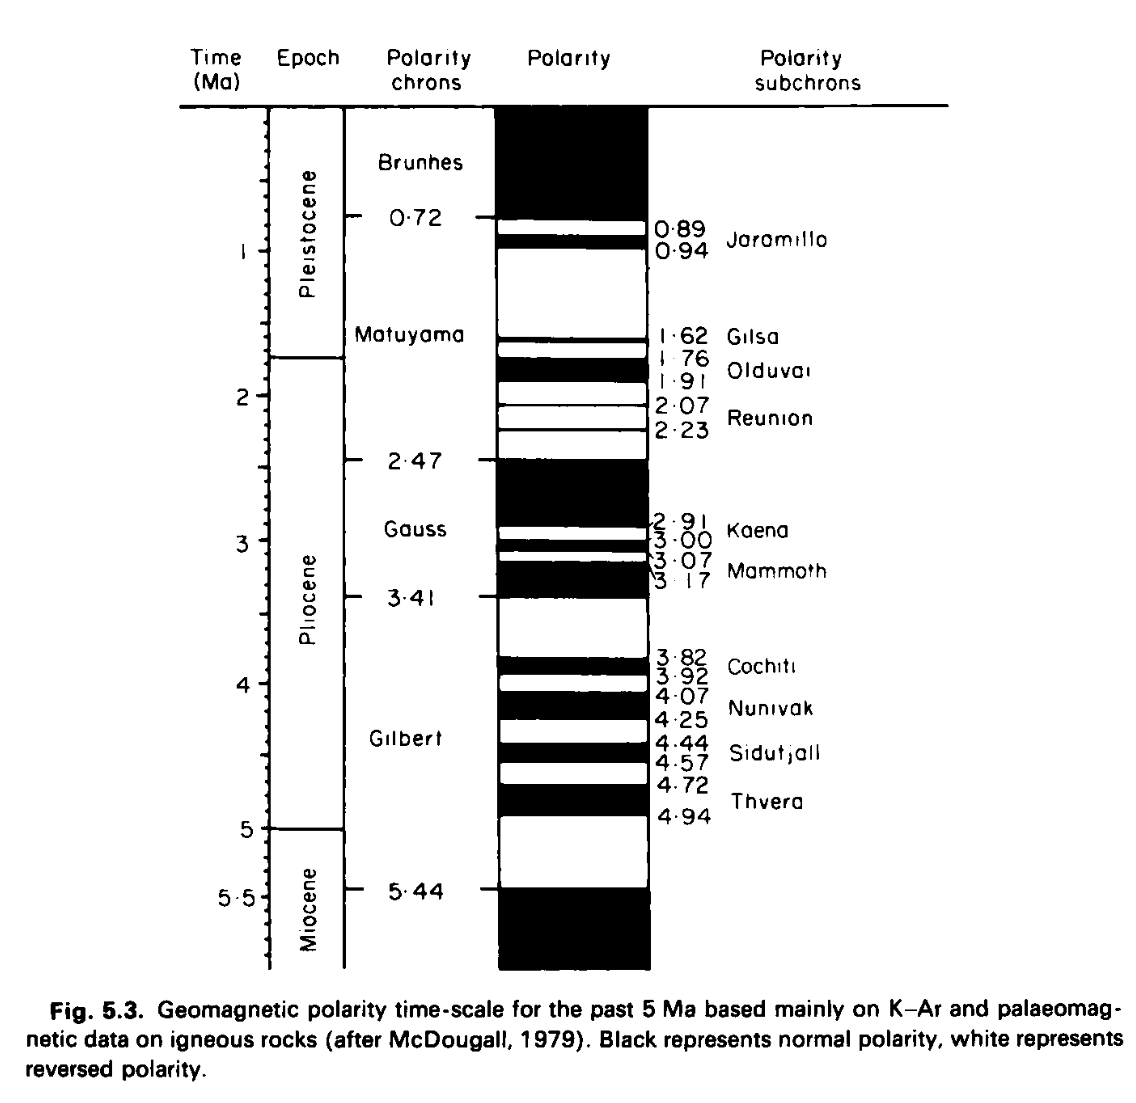 Time Epoch Polarity Polarity Polarity
(Ma) chrons subchrons
Brunhes
Pleistocene
0·72
0·89
Jaramillo
1
0·94
Matuyama
1·62 Gilsa
1·76
Olduvai
1·91
2
2·07
Reunion
2·23
2·47
2·91
Gauss
Kaena
3
3·00
3·07
Mammoth
3·17
Pliocene
3·41
3·82
Cochiti
3·92
4
4·07
Nunivak
4·25
Gilbert
4·44
Sidutjall
4·57
4·72
Thvera
4·94
5
5·5
Miocene
5·44
Fig. 5.3. Geomagnetic polarity time-scale for the past 5 Ma based mainly on K–Ar and palaeomag-
netic data on igneous rocks (after McDougall, 1979). Black represents normal polarity, white represents
reversed polarity.